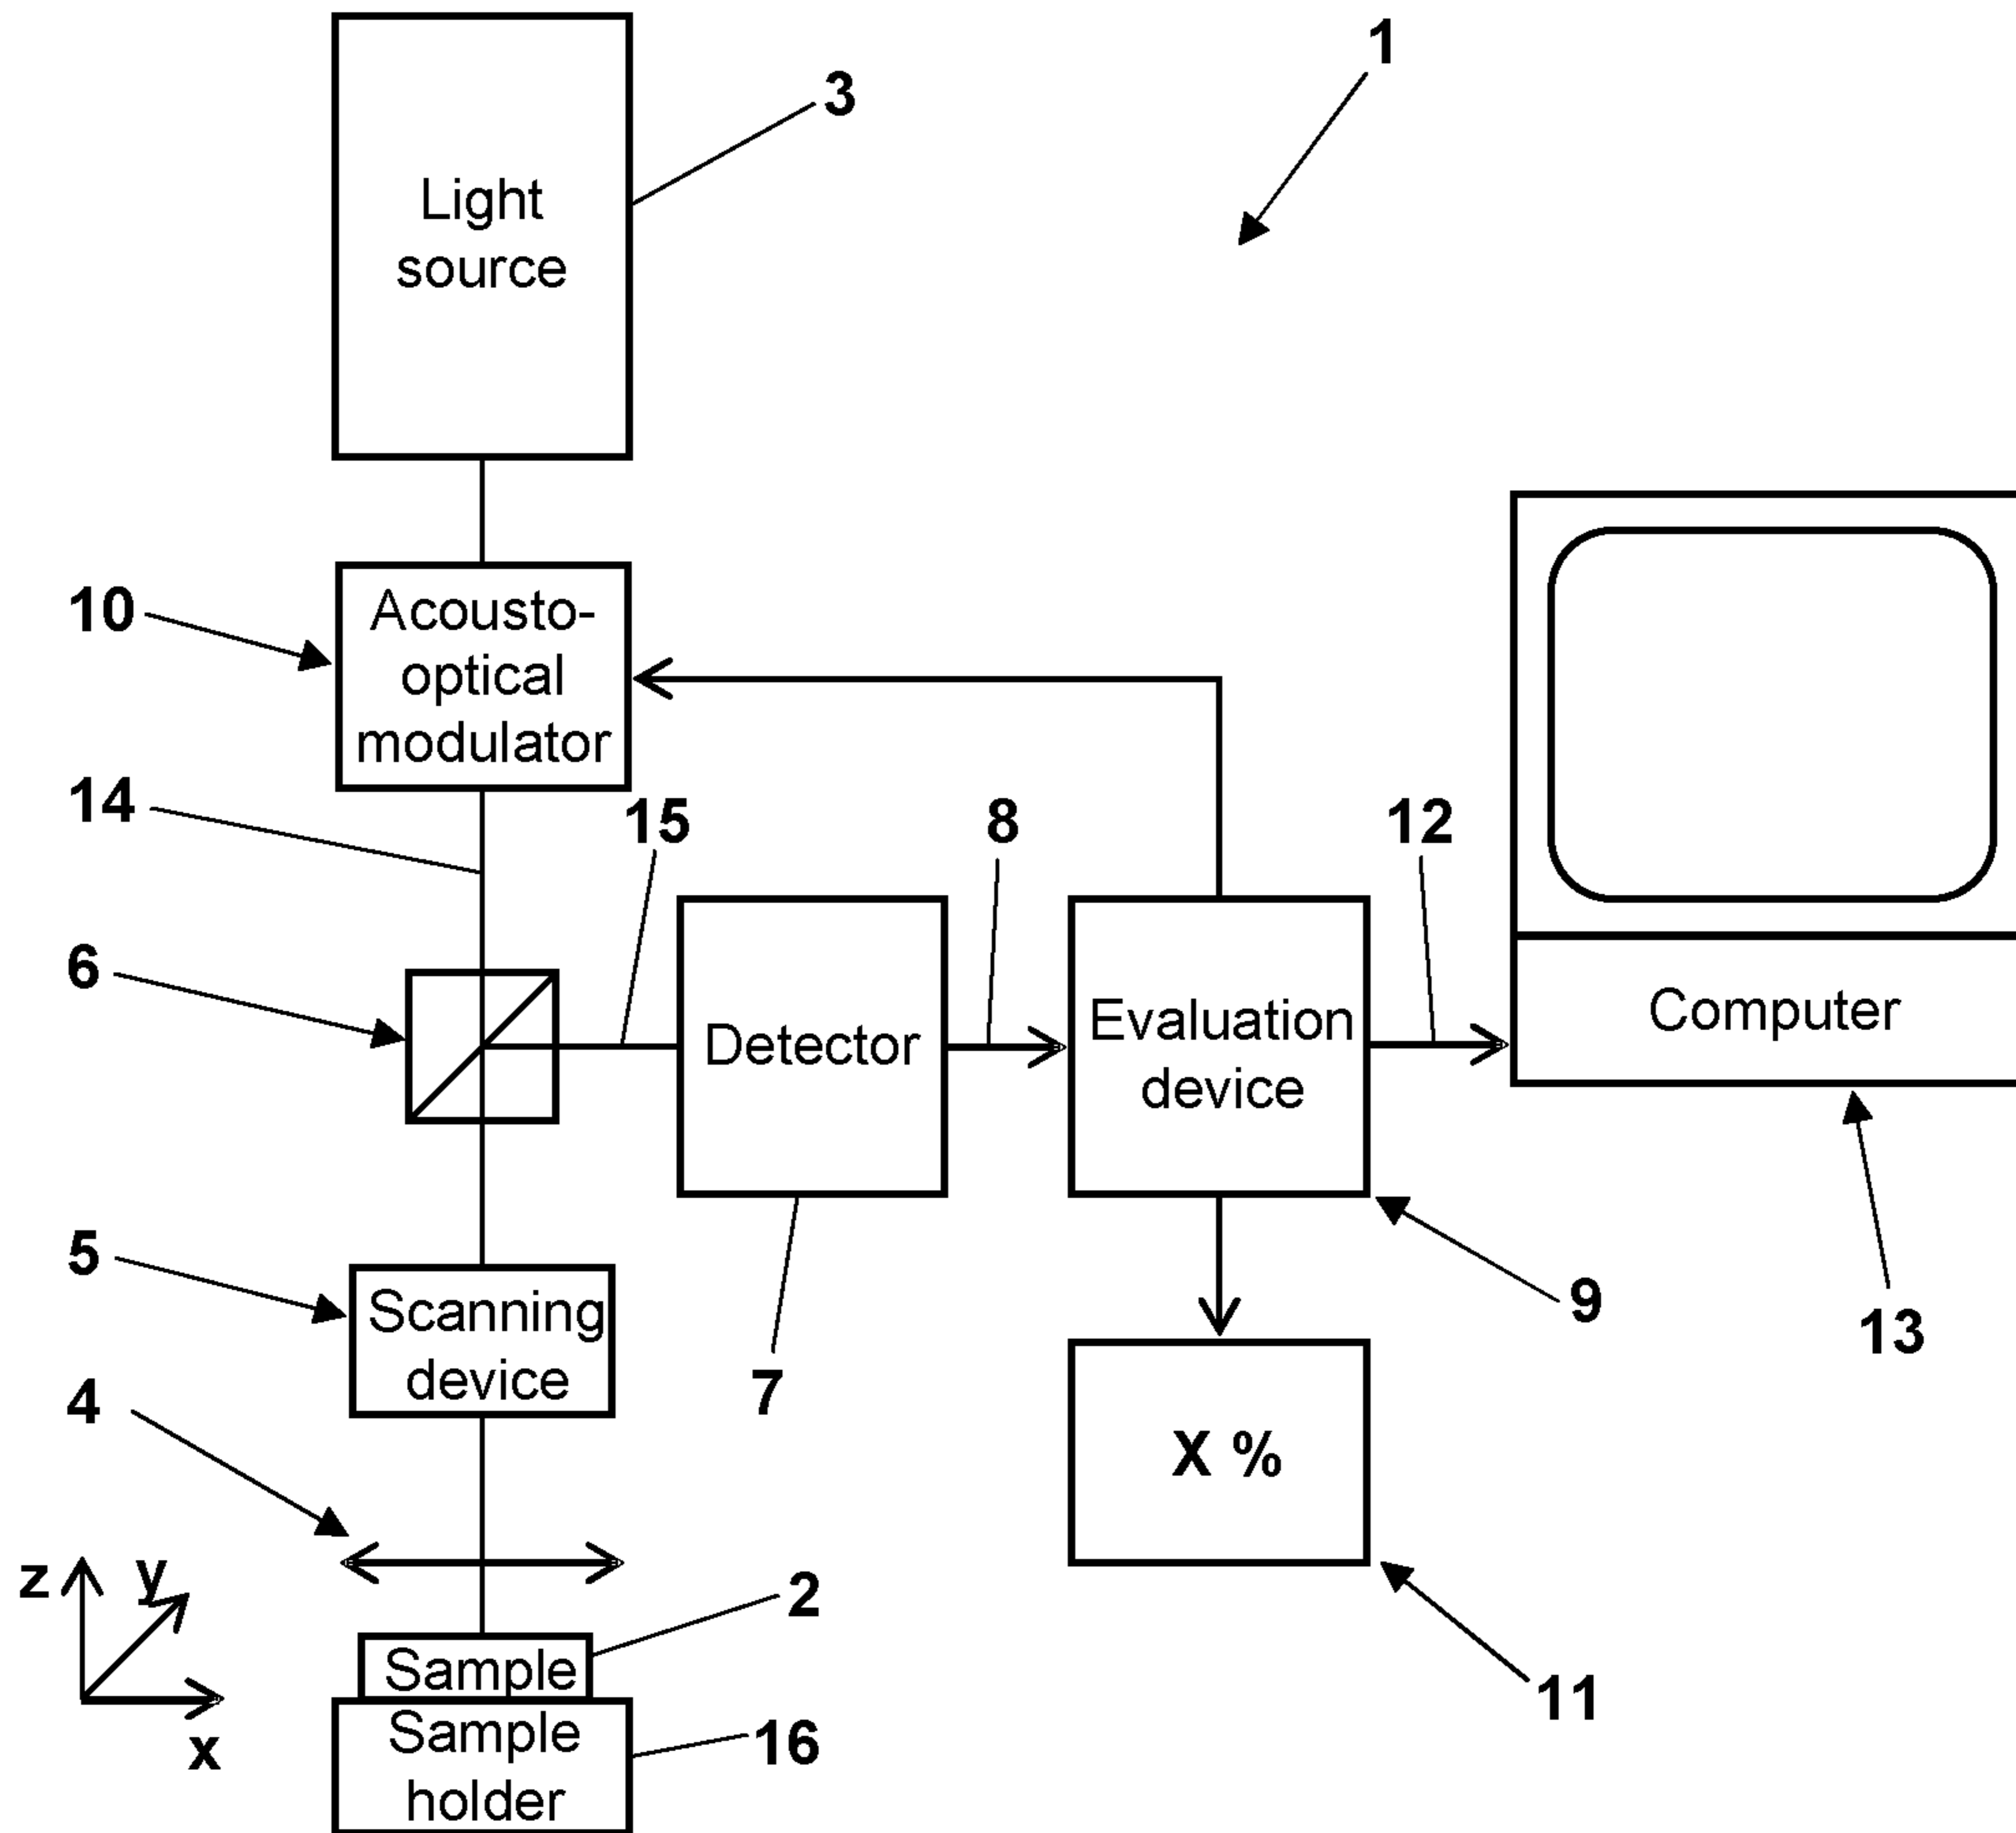 1
3
Light
source
10
Acousto-
optical
modulator
14
15
8
12
6
Detector
Evaluation
device
Computer
5
Scanning
device
7
9
13
4
X %
z
y
2
Sample
11
x
Sample
holder
16